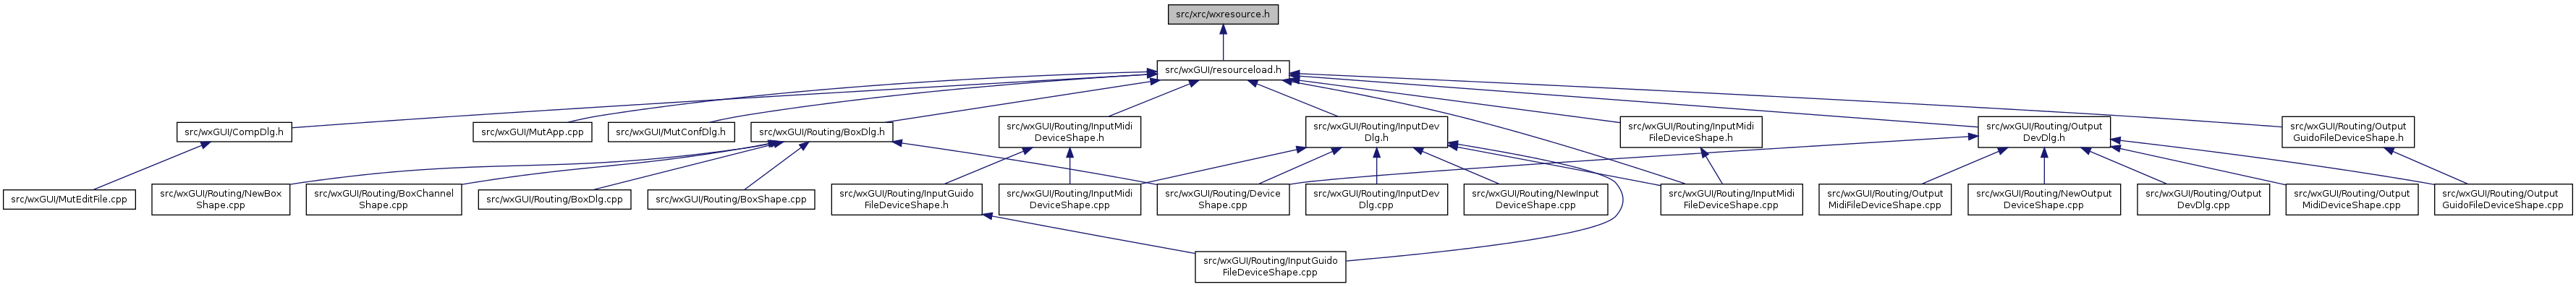 src/xrc/wxresource.h
src/wxGUI/resourceload.h
src/wxGUI/CompDlg.h
src/wxGUI/MutApp.cpp
src/wxGUI/MutConfDlg.h
src/wxGUI/Routing/BoxDlg.h
src/wxGUI/Routing/InputMidi
DeviceShape.h
src/wxGUI/Routing/InputDev
Dlg.h
src/wxGUI/Routing/InputMidi
FileDeviceShape.h
src/wxGUI/Routing/Output
DevDlg.h
src/wxGUI/Routing/Output
GuidoFileDeviceShape.h
src/wxGUI/MutEditFile.cpp
src/wxGUI/Routing/NewBox
Shape.cpp
src/wxGUI/Routing/BoxChannel
Shape.cpp
src/wxGUI/Routing/BoxDlg.cpp
src/wxGUI/Routing/BoxShape.cpp
src/wxGUI/Routing/InputGuido
FileDeviceShape.h
src/wxGUI/Routing/InputMidi
DeviceShape.cpp
src/wxGUI/Routing/Device
Shape.cpp
src/wxGUI/Routing/InputDev
Dlg.cpp
src/wxGUI/Routing/NewInput
DeviceShape.cpp
src/wxGUI/Routing/InputMidi
FileDeviceShape.cpp
src/wxGUI/Routing/Output
MidiFileDeviceShape.cpp
src/wxGUI/Routing/NewOutput
DeviceShape.cpp
src/wxGUI/Routing/Output
DevDlg.cpp
src/wxGUI/Routing/Output
MidiDeviceShape.cpp
src/wxGUI/Routing/Output
GuidoFileDeviceShape.cpp
src/wxGUI/Routing/InputGuido
FileDeviceShape.cpp